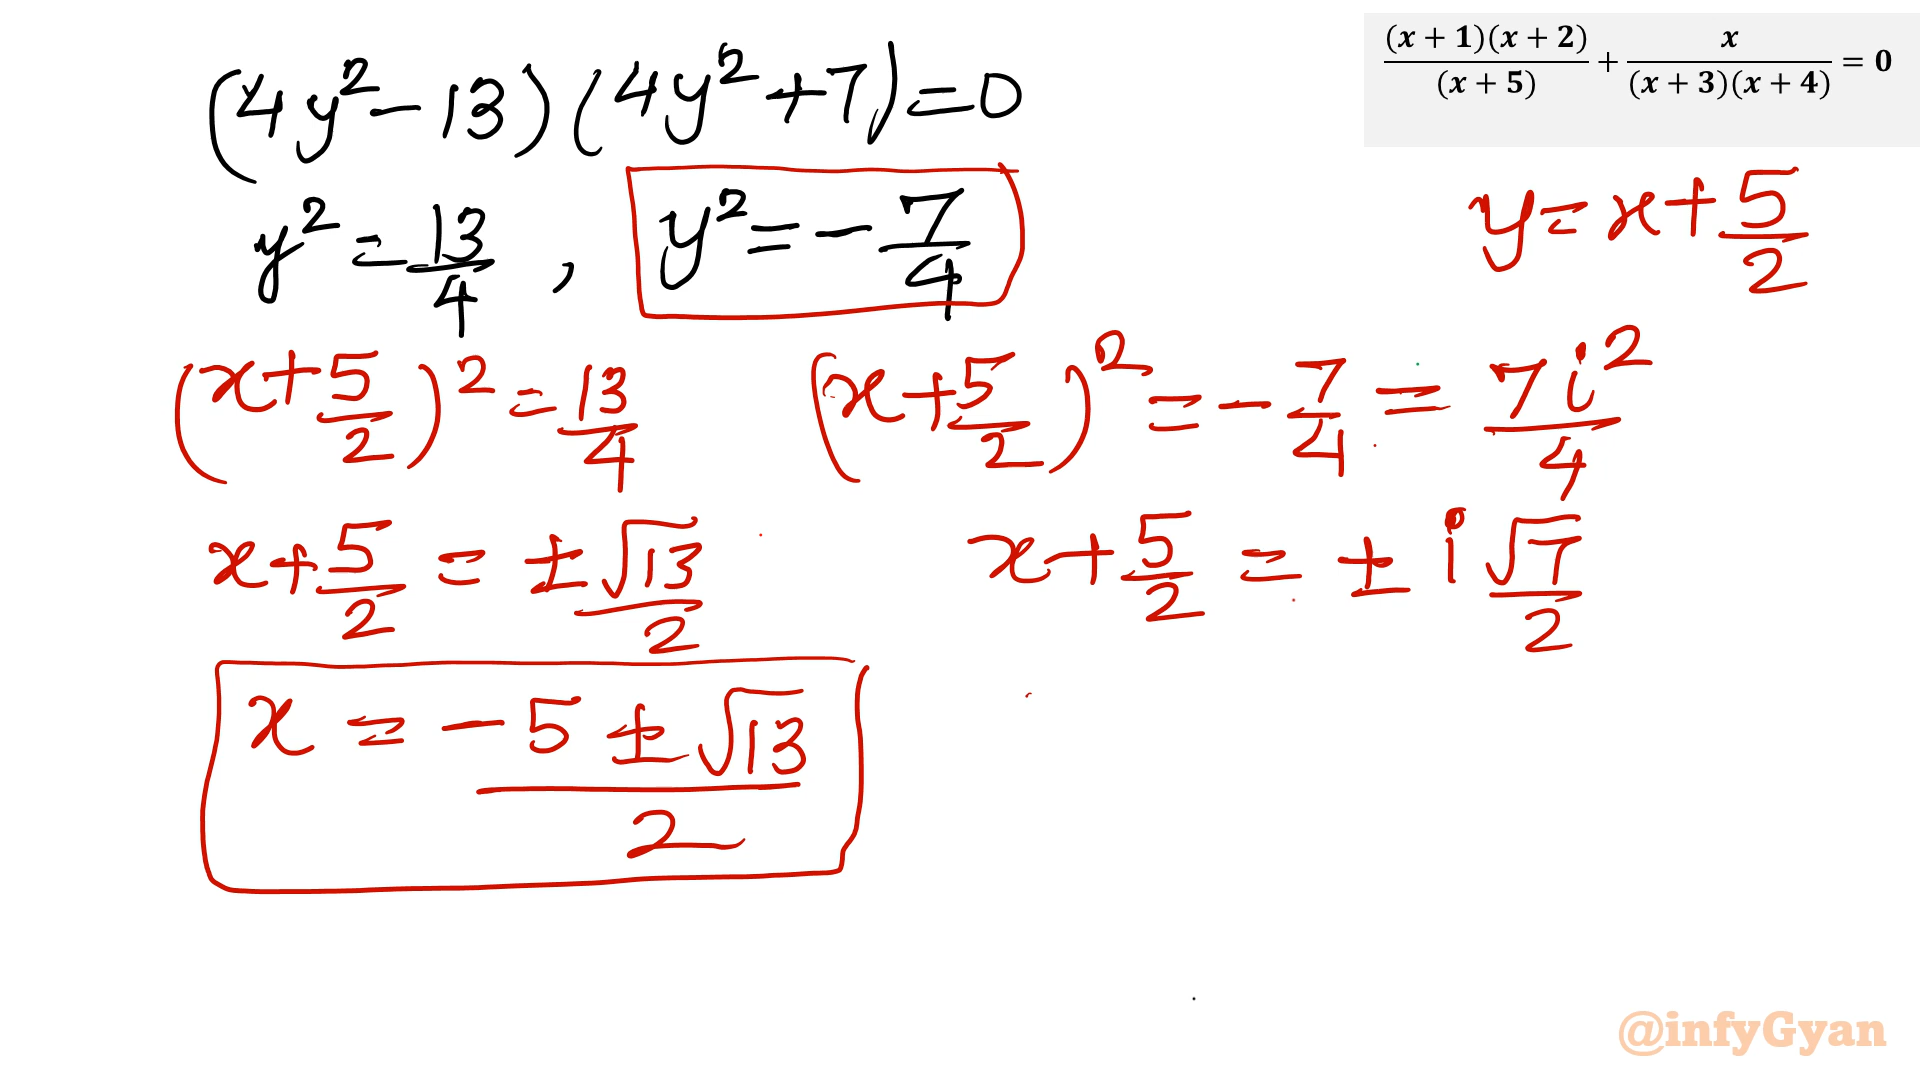 (x + 1)(x + 2)/(x + 5) + x/(x + 3)(x + 4) = 0
(4y² − 13)(4y² + 7) = 0
y² = 13/4 , y² = − 7/4
y = x + 5/2
(x + 5/2)² = 13/4
(x + 5/2)² = − 7/4 = 7i²/4
x + 5/2 = ± √13/2
x + 5/2 = ± i √7/2
x = −5 ± √13/2
@infyGyan